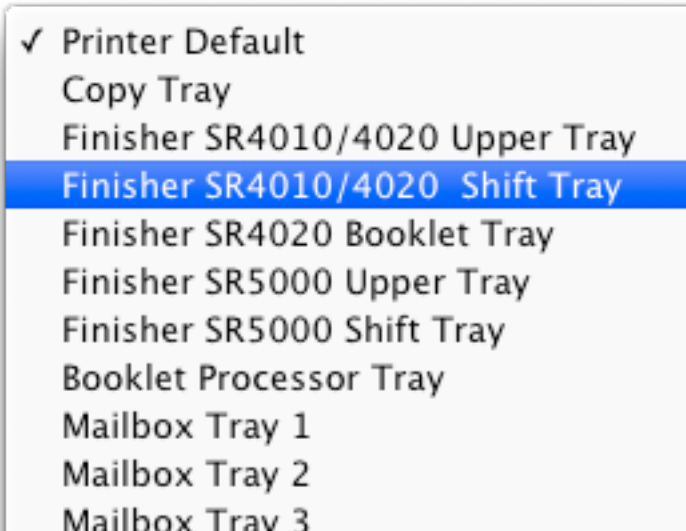 ✓ Printer Default
Copy Tray
Finisher SR4010/4020 Upper Tray
Finisher SR4010/4020  Shift Tray
Finisher SR4020 Booklet Tray
Finisher SR5000 Upper Tray
Finisher SR5000 Shift Tray
Booklet Processor Tray
Mailbox Tray 1
Mailbox Tray 2
Mailbox Tray 3